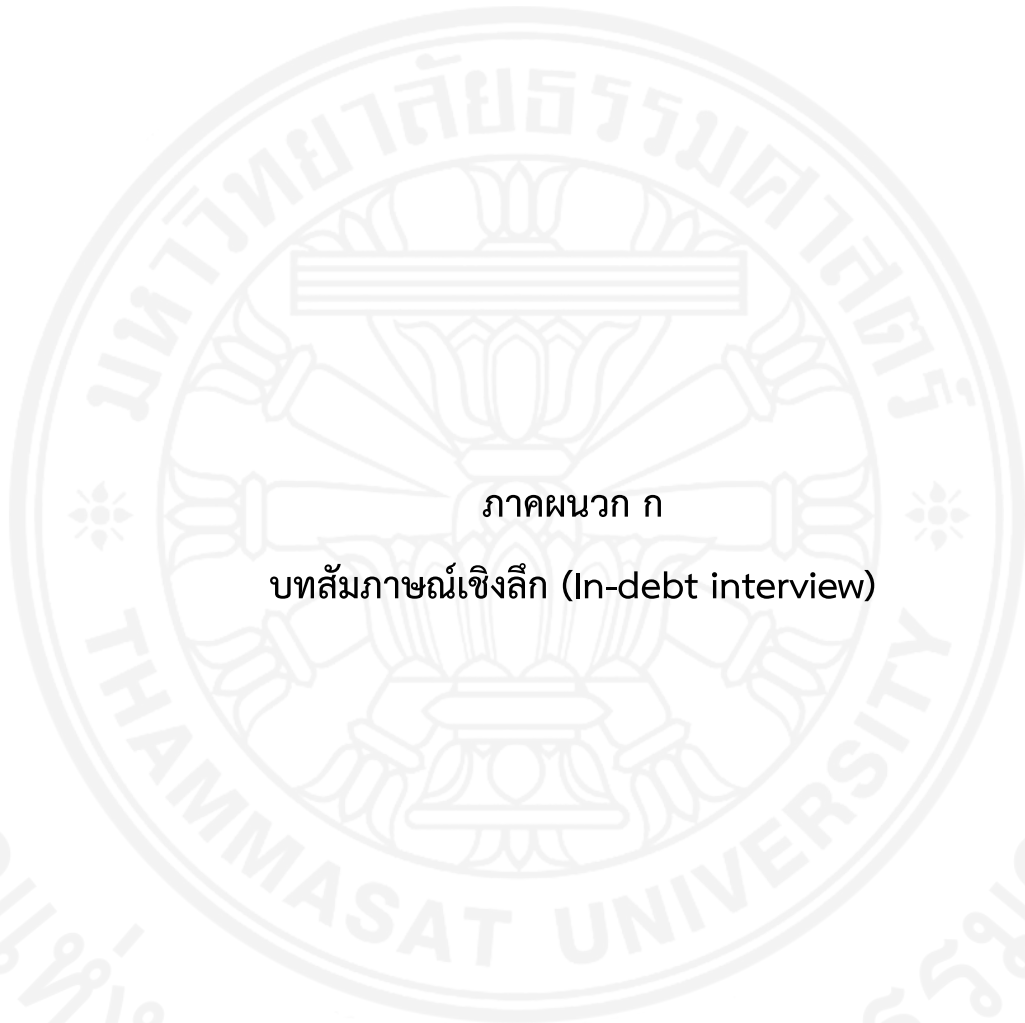 มหาวิทยาลัยธรรมศาสตร์
ภาคผนวก ก
บทสัมภาษณ์เชิงลึก (In-debt interview)
THAMMASAT UNIVERSITY